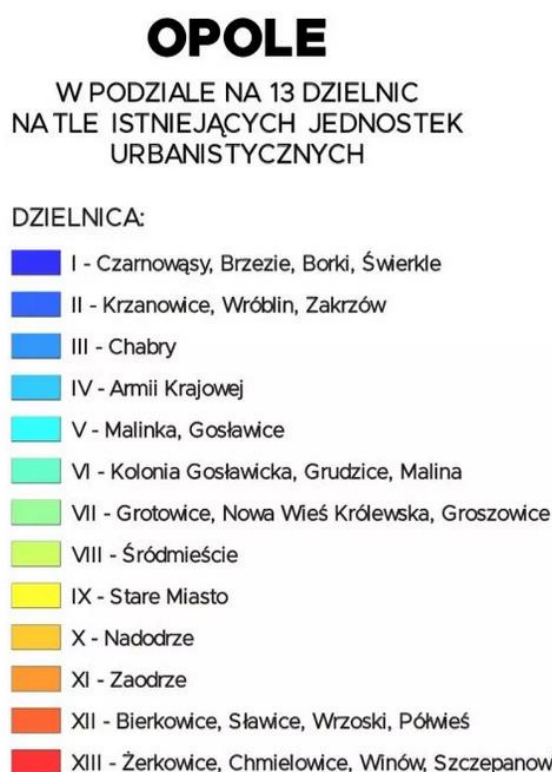 OPOLE
W PODZIALE NA 13 DZIELNIC
NA TLE ISTNIEJĄCYCH JEDNOSTEK
URBANISTYCZNYCH
DZIELNICA:
I - Czarnowąsy, Brzezie, Borki, Świerkle
II - Krzanowice, Wróblin, Zakrzów
III - Chabry
IV - Armii Krajowej
V - Malinka, Gosławice
VI - Kolonia Gosławicka, Grudzice, Malina
VII - Grotowice, Nowa Wieś Królewska, Groszowice
VIII - Śródmieście
IX - Stare Miasto
X - Nadodrze
XI - Zaodrze
XII - Bierkowice, Sławice, Wrzoski, Półwieś
XIII - Żerkowice, Chmielowice, Winów, Szczepanow